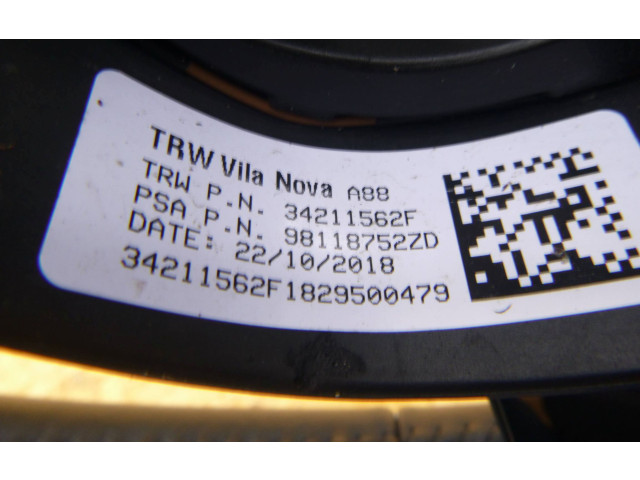 TRW Vila Nova A88
TRW P.N. 34211562F
PSA P.N. 98118752ZD
DATE: 22/10/2018
34211562F1829500479